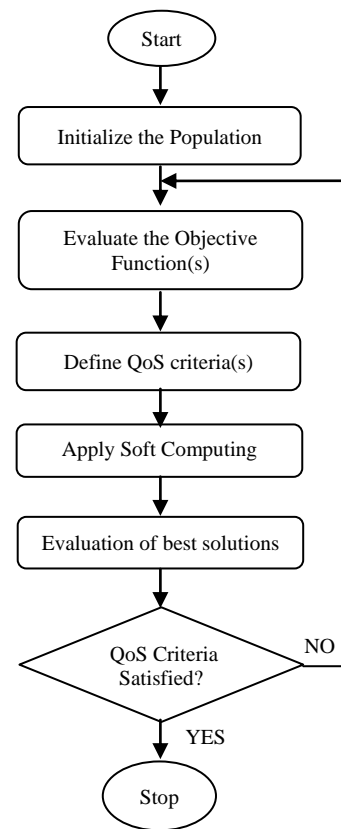 Start
Initialize the Population
Evaluate the Objective
Function(s)
Define QoS criteria(s)
Apply Soft Computing
Evaluation of best solutions
QoS Criteria
Satisfied?
NO
YES
Stop